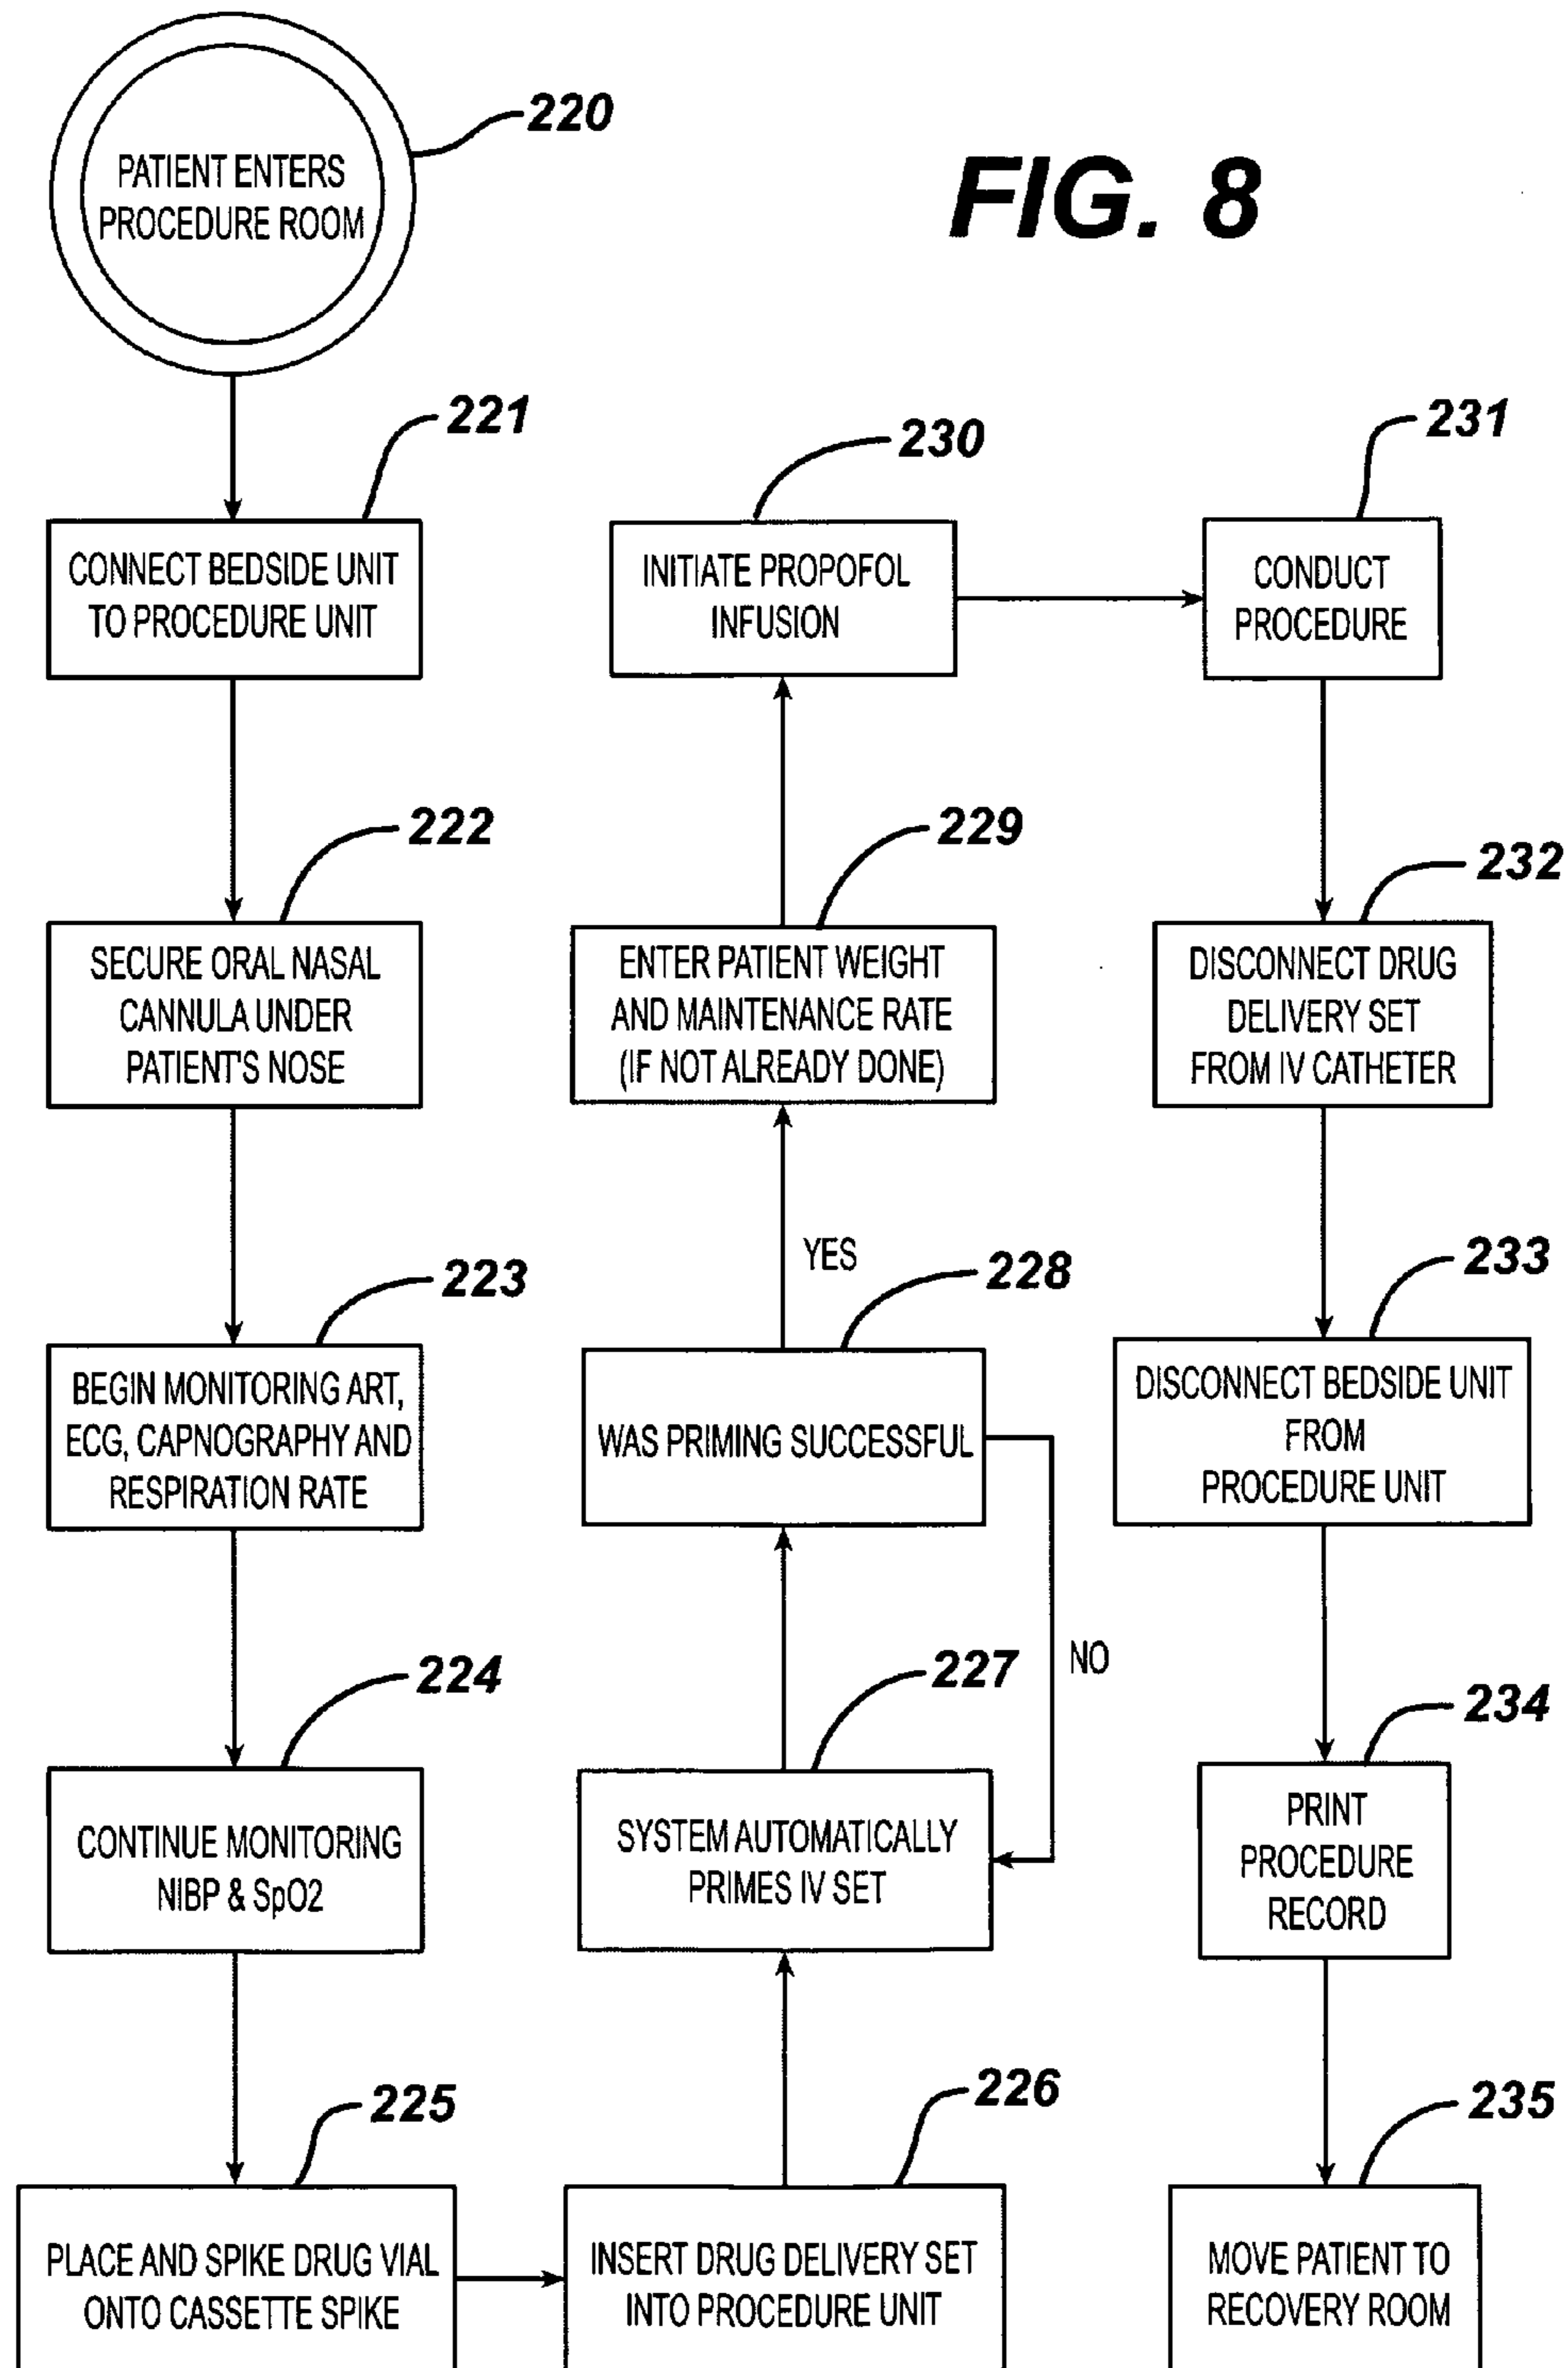 FIG. 8
220
PATIENT ENTERS
PROCEDURE ROOM
221
CONNECT BEDSIDE UNIT
TO PROCEDURE UNIT
222
SECURE ORAL NASAL
CANNULA UNDER
PATIENT'S NOSE
223
BEGIN MONITORING ART,
ECG, CAPNOGRAPHY AND
RESPIRATION RATE
224
CONTINUE MONITORING
NIBP & SpO2
225
PLACE AND SPIKE DRUG VIAL
ONTO CASSETTE SPIKE
226
INSERT DRUG DELIVERY SET
INTO PROCEDURE UNIT
227
SYSTEM AUTOMATICALLY
PRIMES IV SET
228
WAS PRIMING SUCCESSFUL
NO
YES
229
ENTER PATIENT WEIGHT
AND MAINTENANCE RATE
(IF NOT ALREADY DONE)
230
INITIATE PROPOFOL
INFUSION
231
CONDUCT
PROCEDURE
232
DISCONNECT DRUG
DELIVERY SET
FROM IV CATHETER
233
DISCONNECT BEDSIDE UNIT
FROM
PROCEDURE UNIT
234
PRINT
PROCEDURE
RECORD
235
MOVE PATIENT TO
RECOVERY ROOM